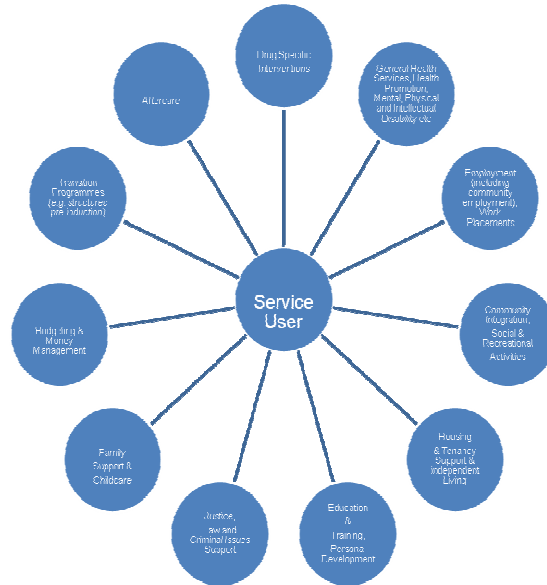 Drug Specific
Interventions
General Health
Services, Health
Promotion,
Mental, Physical
and Intellectual
Disability etc
Employment
(including
community
employment),
Work
Placements
Community
Integration,
Social &
Recreational
Activities
Housing
& Tenancy
Support &
Independent
Living
Education
&
Training,
Personal
Development
Justice,
Law and
Criminal Issues
Support
Family
Support &
Childcare
Budgeting &
Money
Management
Transition
Programmes
(e.g. structured
pre-induction)
Aftercare
Service
User